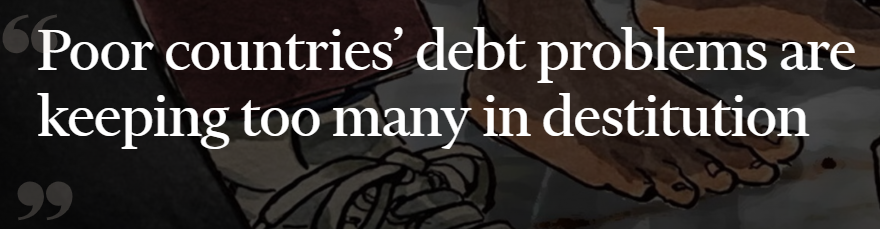 “Poor countries’ debt problems are
keeping too many in destitution
”